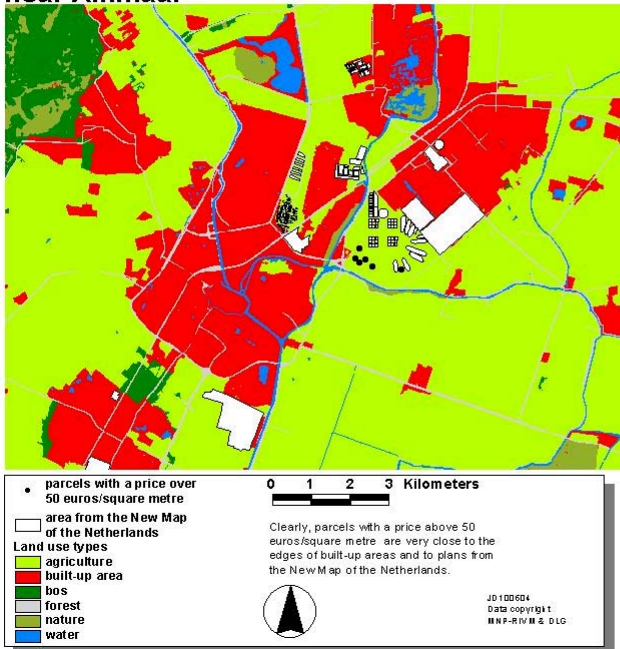 parcels with a price over
50 euros/square metre
area from the New Map
of the Netherlands
Land use types
agriculture
built-up area
bos
forest
nature
water
0 1 2 3 Kilometers
Clearly, parcels with a price above 50
euros/square metre are very close to the
edges of built-up areas and to plans from
the New Map of the Netherlands.
JD100604
Data copyright
MNP-RIVM & DLG